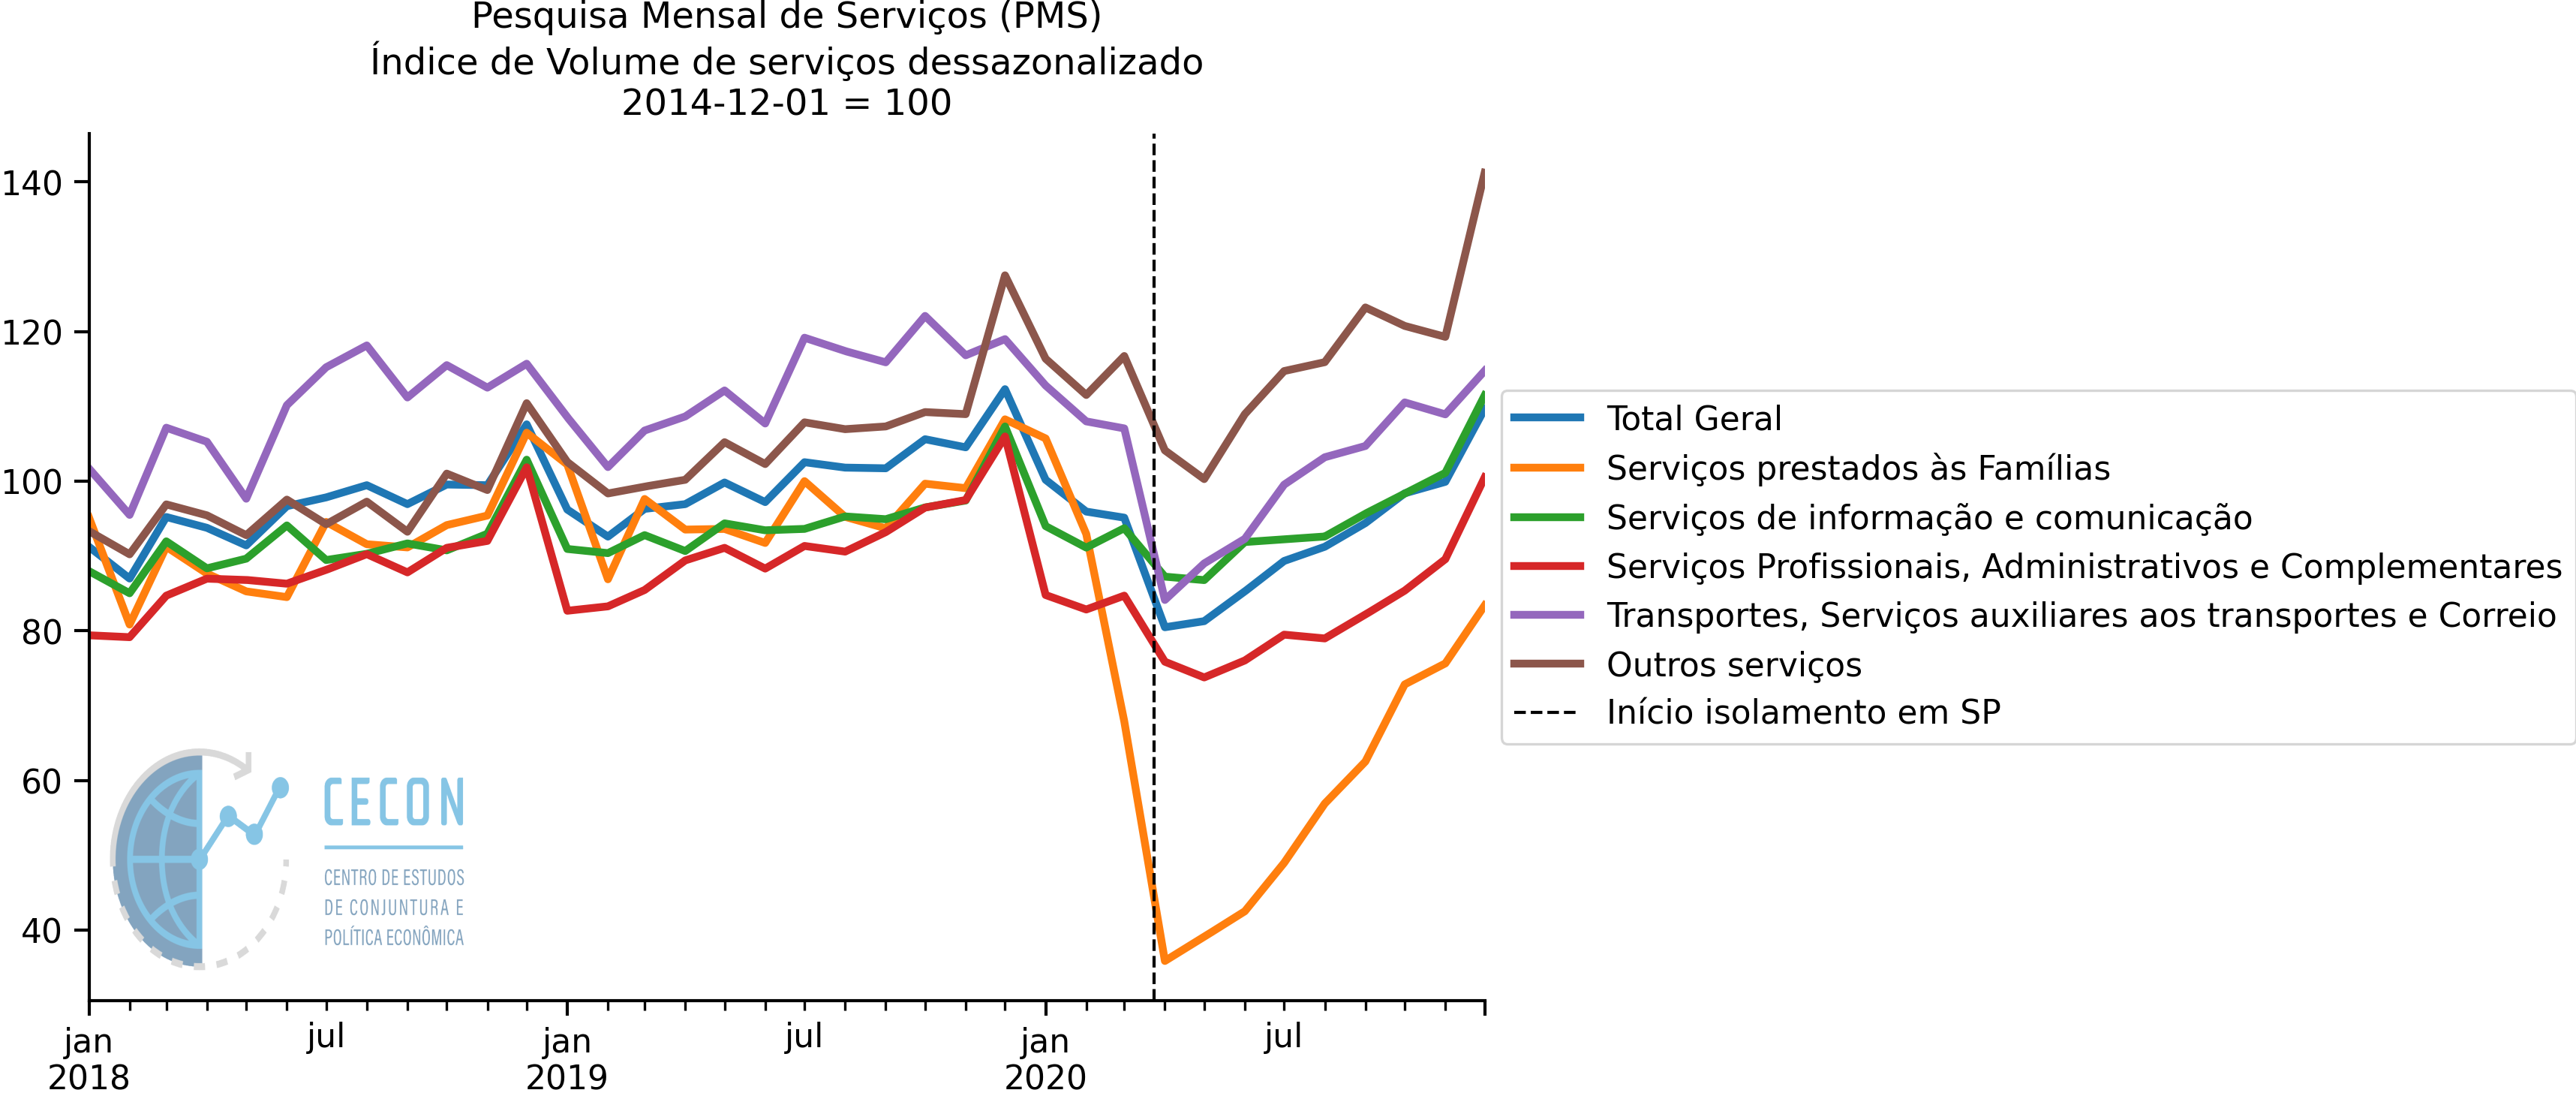 Pesquisa Mensal de Serviços (PMS)
Índice de Volume de serviços dessazonalizado
2014-12-01 = 100
140
120
100
80
60
40
jan
2018
jul
jan
2019
jul
jan
2020
jul
Total Geral
Serviços prestados às Famílias
Serviços de informação e comunicação
Serviços Profissionais, Administrativos e Complementares
Transportes, Serviços auxiliares aos transportes e Correio
Outros serviços
Início isolamento em SP
CECON
CENTRO DE ESTUDOS
DE CONJUNTURA E
POLÍTICA ECONÔMICA